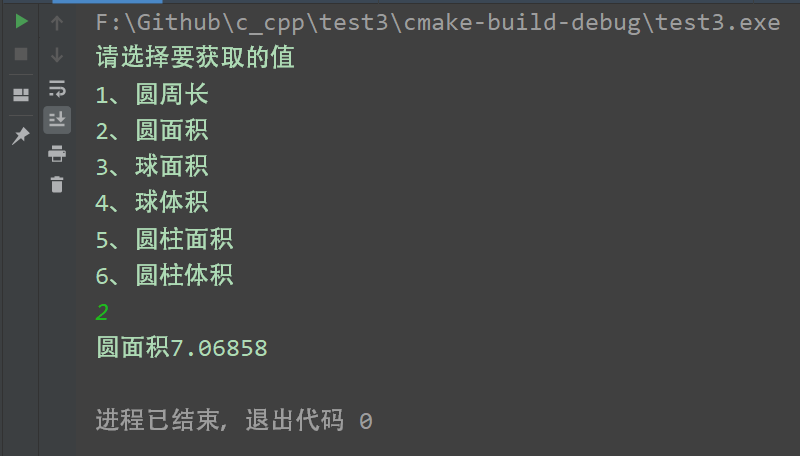 F:\Github\c_cpp\test3\cmake-build-debug\test3.exe
请选择要获取的值
1、圆周长
2、圆面积
3、球面积
4、球体积
5、圆柱面积
6、圆柱体积
2
圆面积7.06858
进程已结束,退出代码 0